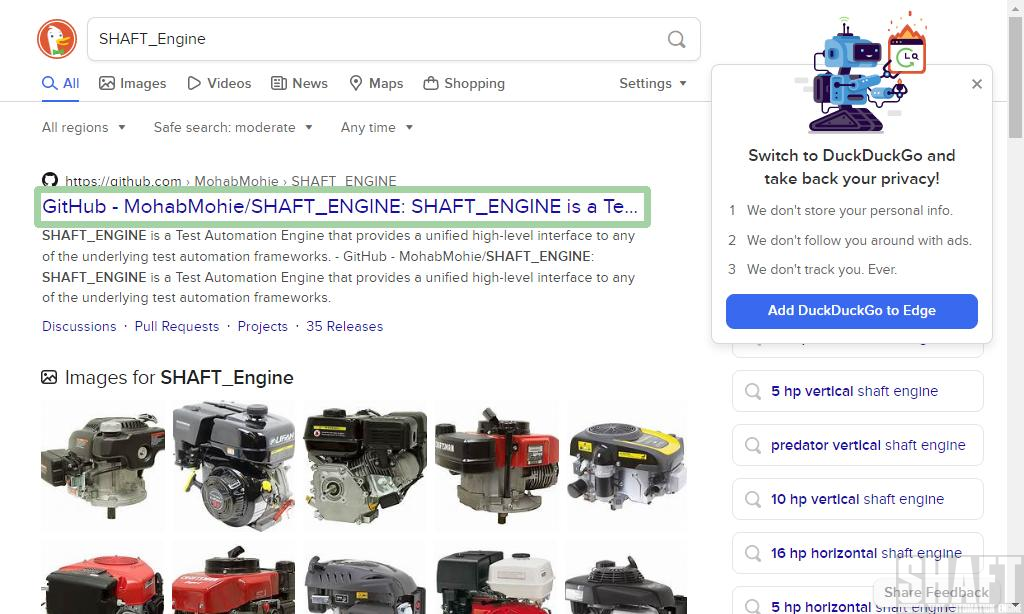 SHAFT_Engine
All
Images
Videos
News
Maps
Shopping
Settings
All regions
Safe search: moderate
Any time
https://github.com › MohabMohie › SHAFT_ENGINE
GitHub - MohabMohie/SHAFT_ENGINE: SHAFT_ENGINE is a Te...
SHAFT_ENGINE is a Test Automation Engine that provides a unified high-level interface to any
of the underlying test automation frameworks. - GitHub - MohabMohie/SHAFT_ENGINE:
SHAFT_ENGINE is a Test Automation Engine that provides a unified high-level interface to any
of the underlying test automation frameworks.
Discussions · Pull Requests · Projects · 35 Releases
Images for SHAFT_Engine
LIFAN
CRAFTSMAN
Switch to DuckDuckGo and
take back your privacy!
1 We don't store your personal info.
2 We don't follow you around with ads.
3 We don't track you. Ever.
Add DuckDuckGo to Edge
5 hp vertical shaft engine
predator vertical shaft engine
10 hp vertical shaft engine
16 hp horizontal shaft engine
5 hp horizontal shaft engine
Share Feedback
SHAFT